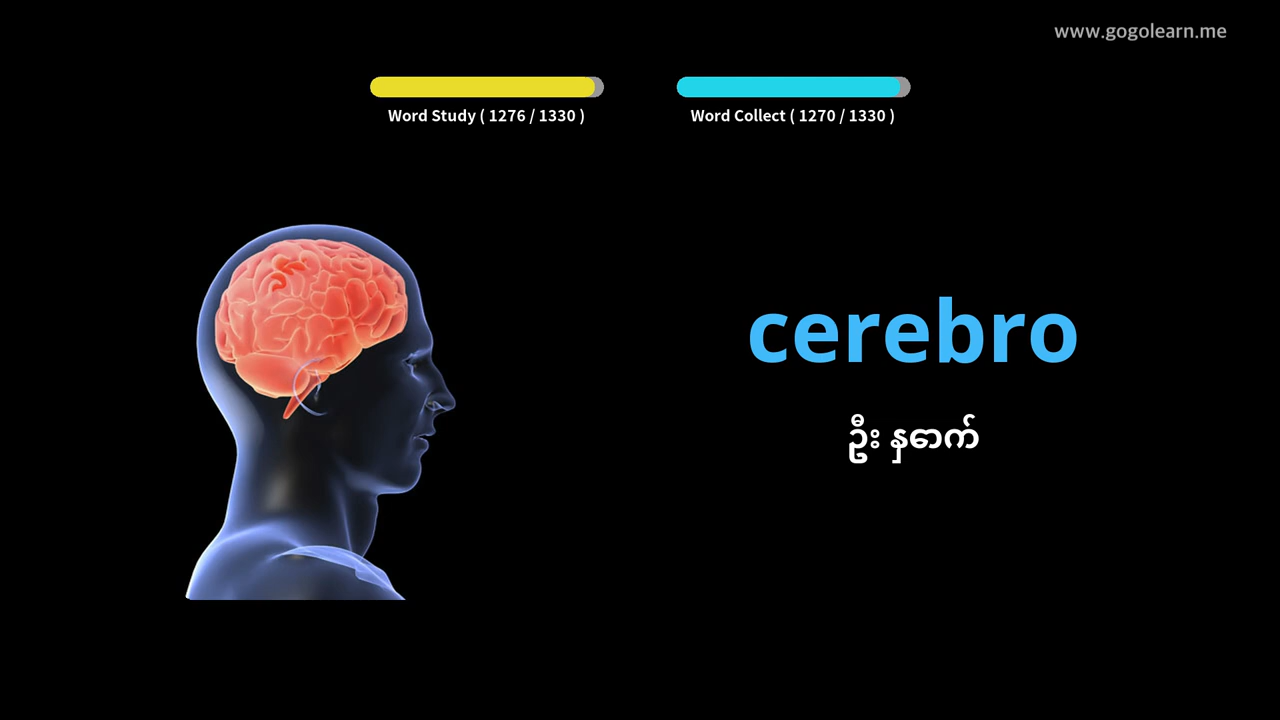 www.gogolearn.me
Word Study ( 1276 / 1330 )
Word Collect ( 1270 / 1330 )
cerebro
ဦး နှောက်